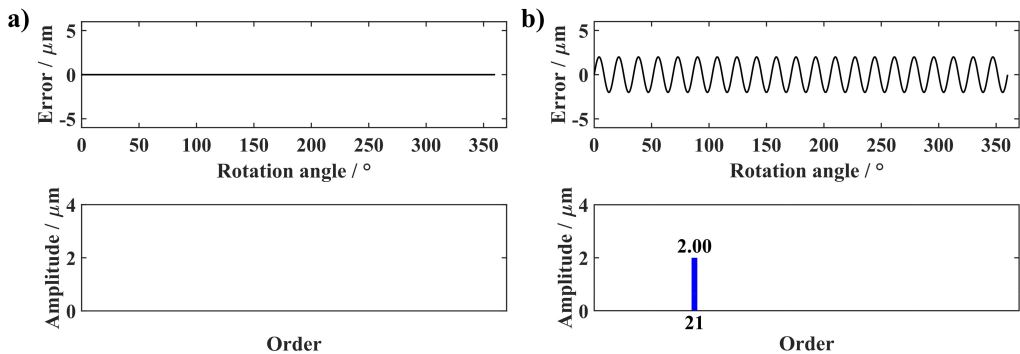 a)
Error / μm
5
0
-5
0 50 100 150 200 250 300 350
Rotation angle / °
Amplitude / μm
4
2
0
Order
b)
Error / μm
5
0
-5
0 50 100 150 200 250 300 350
Rotation angle / °
Amplitude / μm
4
2
0
2.00
21
Order